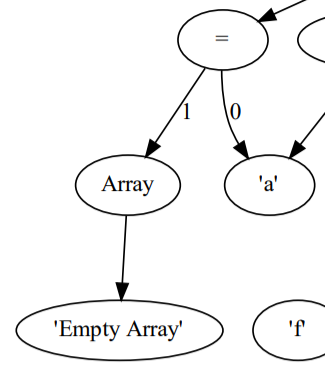 =
1
0
Array
'a'
'Empty Array'
'f'